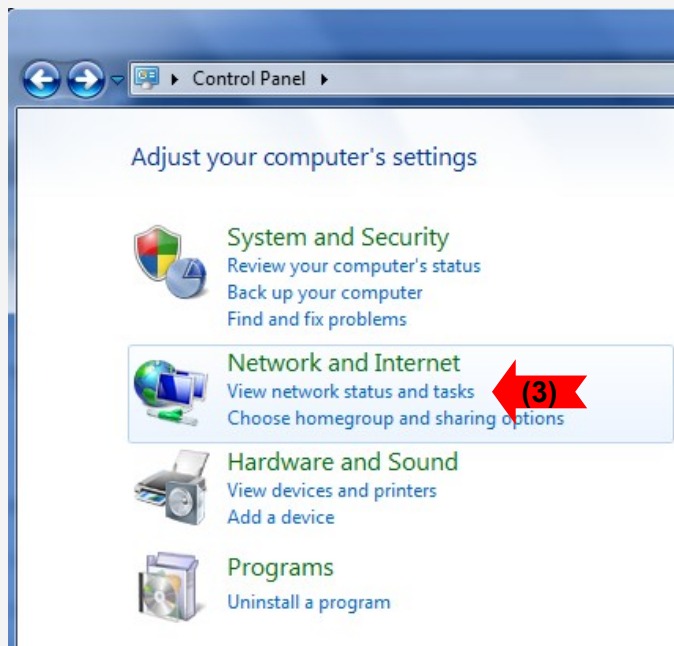 Control Panel
Adjust your computer's settings
System and Security
Review your computer's status
Back up your computer
Find and fix problems
Network and Internet
View network status and tasks
(3)
Choose homegroup and sharing options
Hardware and Sound
View devices and printers
Add a device
Programs
Uninstall a program